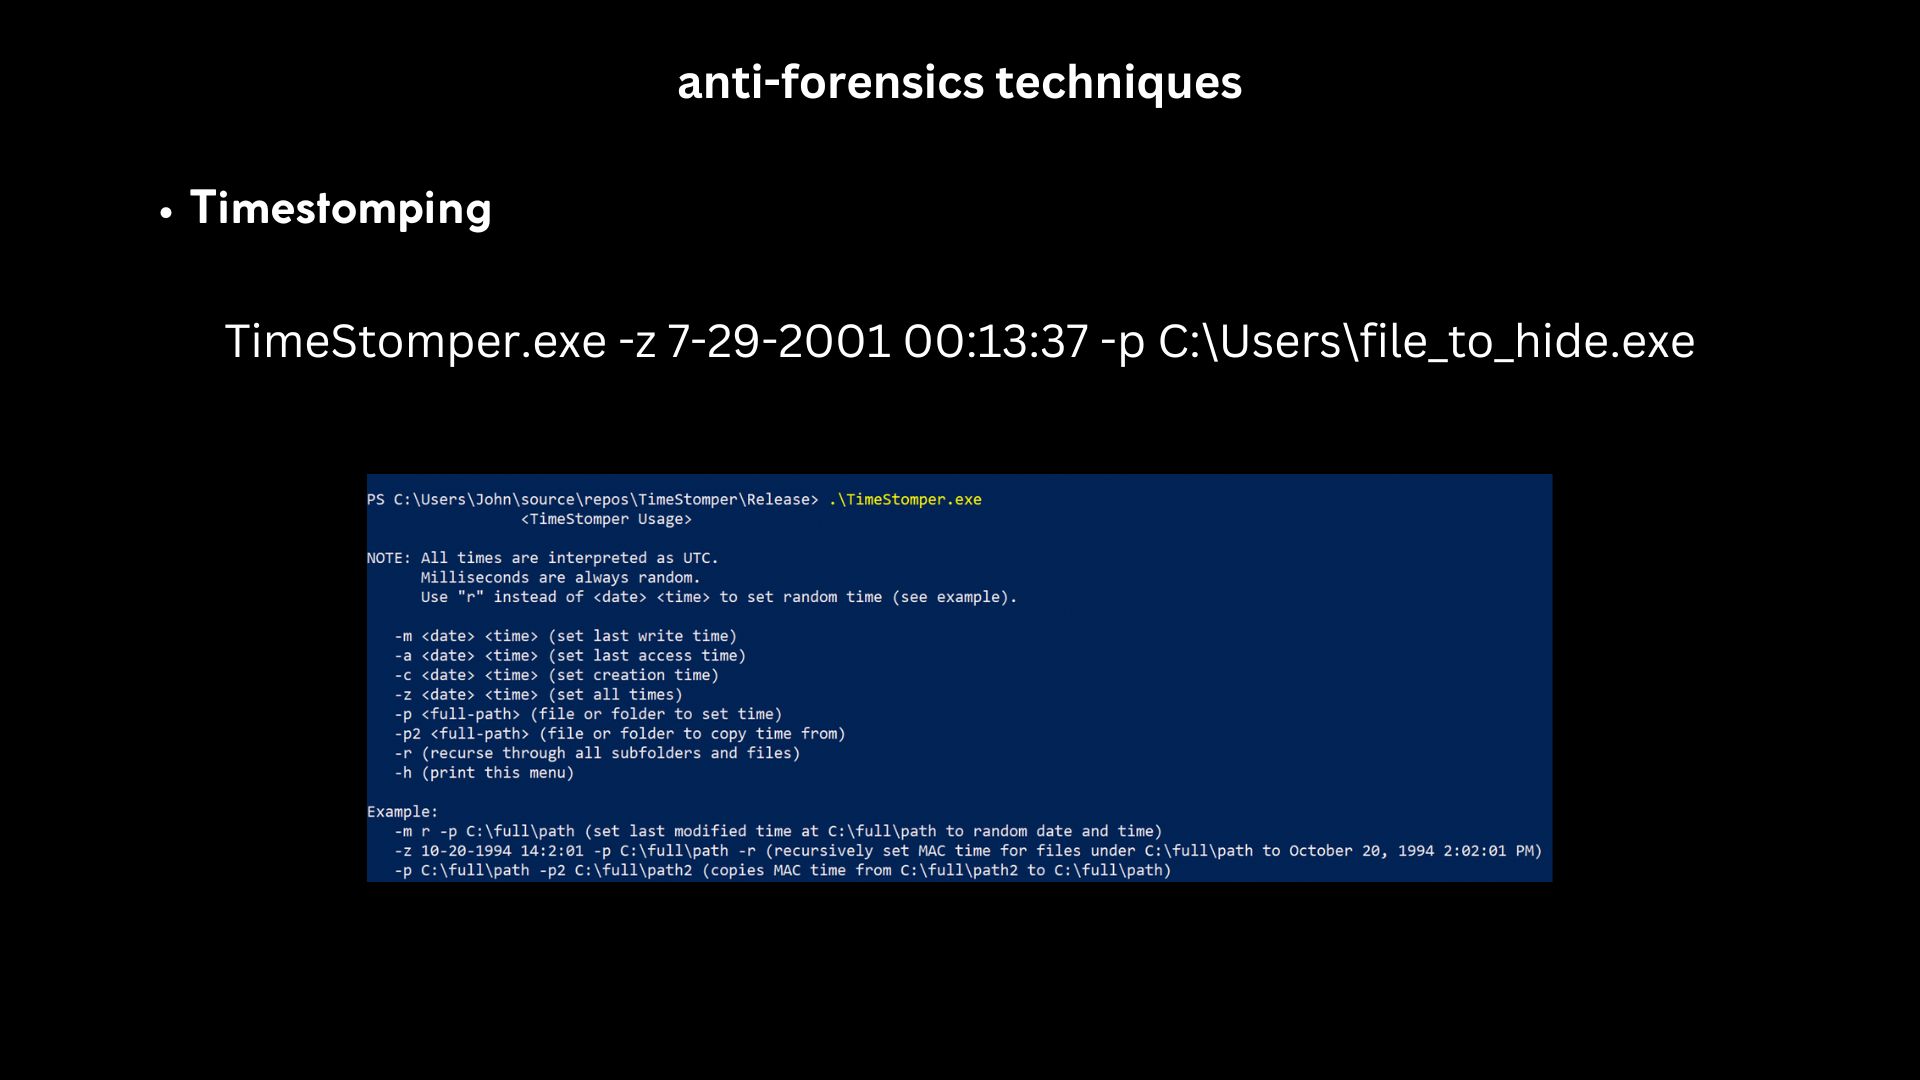 anti-forensics techniques
• Timestomping
TimeStomper.exe -z 7-29-2001 00:13:37 -p C:\Users\file_to_hide.exe
PS C:\Users\John\source\repos\TimeStomper\Release> .\TimeStomper.exe
<TimeStomper Usage>
NOTE: All times are interpreted as UTC.
Milliseconds are always random.
Use "r" instead of <date> <time> to set random time (see example).
-m <date> <time> (set last write time)
-a <date> <time> (set last access time)
-c <date> <time> (set creation time)
-z <date> <time> (set all times)
-p <full-path> (file or folder to set time)
-p2 <full-path> (file or folder to copy time from)
-r (recurse through all subfolders and files)
-h (print this menu)
Example:
-m r -p C:\full\path (set last modified time at C:\full\path to random date and time)
-z 10-20-1994 14:2:01 -p C:\full\path -r (recursively set MAC time for files under C:\full\path to October 20, 1994 2:02:01 PM)
-p C:\full\path -p2 C:\full\path2 (copies MAC time from C:\full\path2 to C:\full\path)